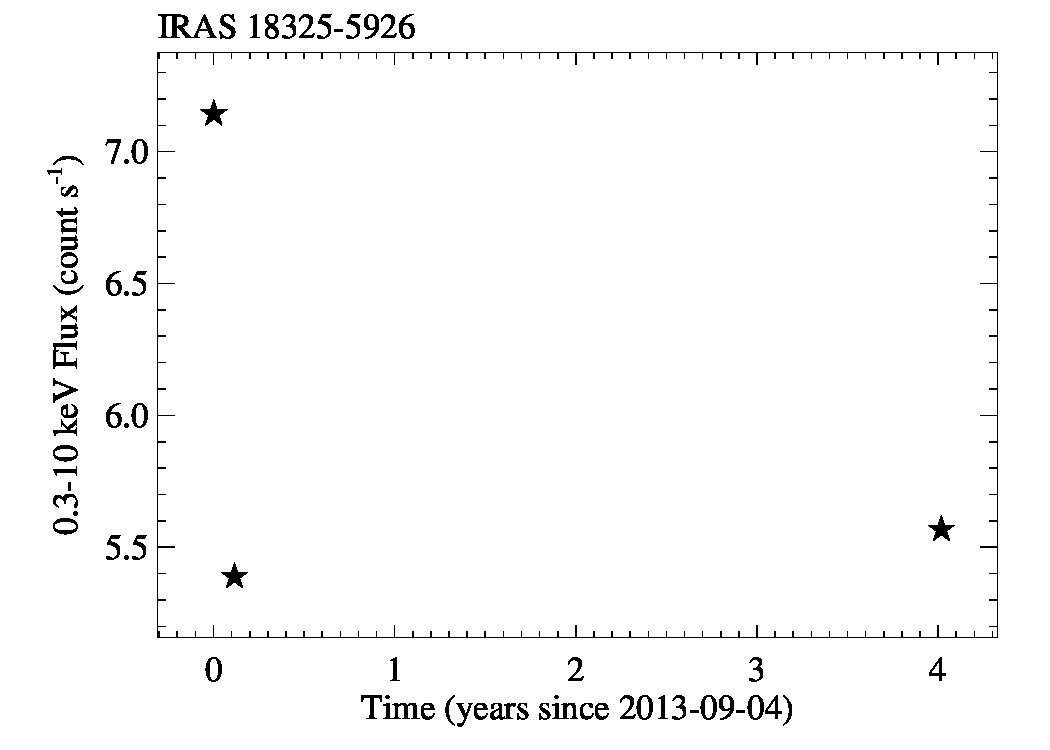 IRAS 18325-5926
7.0
6.5
6.0
5.5
0.3-10 keV Flux (count s⁻¹)
0 1 2 3 4
Time (years since 2013-09-04)